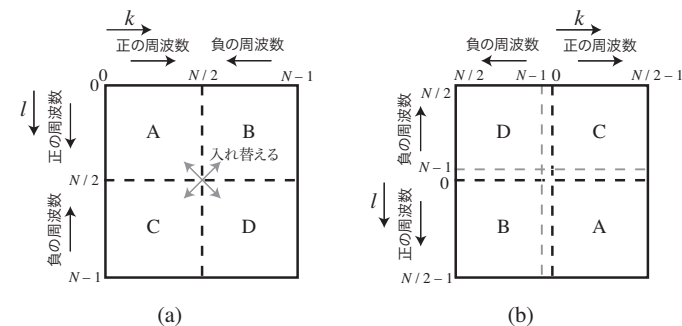 k
正の周波数 負の周波数
0 N/2 N-1
0
l
正の周波数
A B
入れ替える
N/2
負の周波数
C D
N-1
(a)
k
負の周波数 正の周波数
N/2 N-1 0 N/2-1
N/2
負の周波数
D C
N-1
0
l
正の周波数
B A
N/2-1
(b)